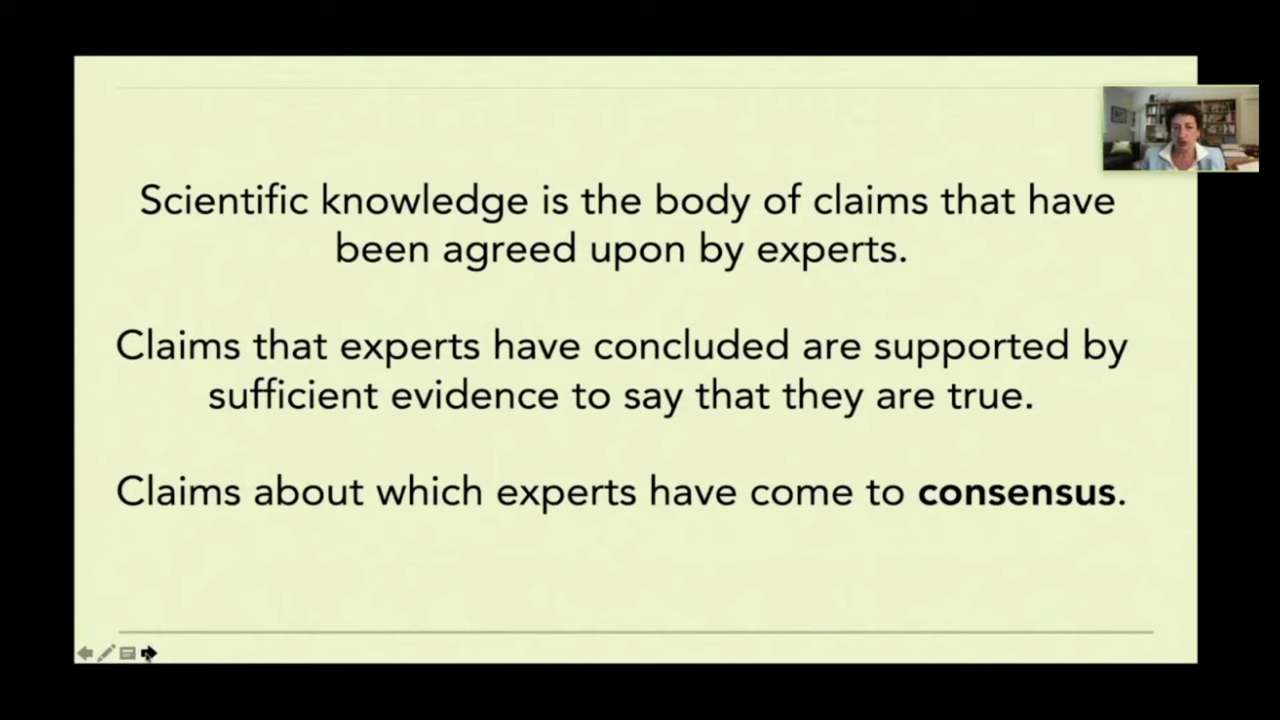 Scientific knowledge is the body of claims that have
been agreed upon by experts.
Claims that experts have concluded are supported by
sufficient evidence to say that they are true.
Claims about which experts have come to consensus.